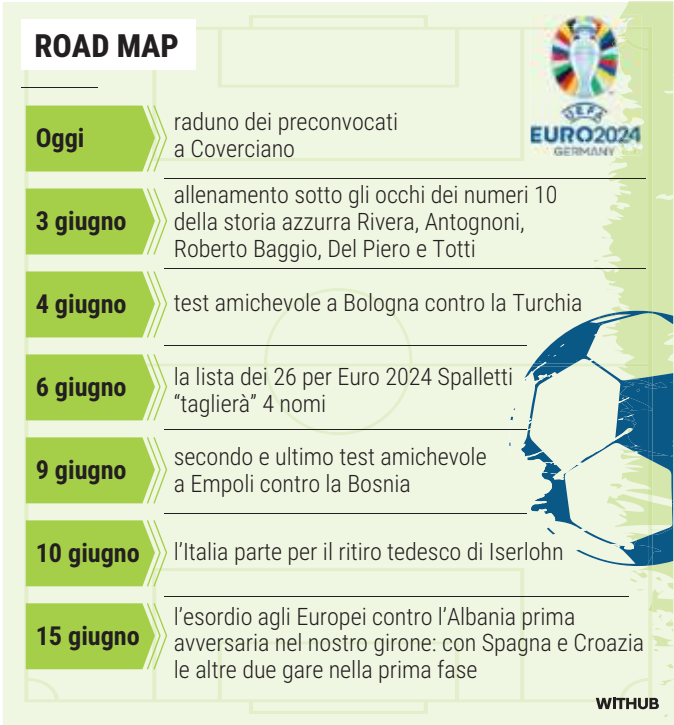 ROAD MAP
UEFA
EURO2024
GERMANY
Oggi
raduno dei preconvocati
a Coverciano
3 giugno
allenamento sotto gli occhi dei numeri 10
della storia azzurra Rivera, Antognoni,
Roberto Baggio, Del Piero e Totti
4 giugno
test amichevole a Bologna contro la Turchia
6 giugno
la lista dei 26 per Euro 2024 Spalletti
“taglierà” 4 nomi
9 giugno
secondo e ultimo test amichevole
a Empoli contro la Bosnia
10 giugno
l’Italia parte per il ritiro tedesco di Iserlohn
15 giugno
l’esordio agli Europei contro l’Albania prima
avversaria nel nostro girone: con Spagna e Croazia
le altre due gare nella prima fase
WITHUB